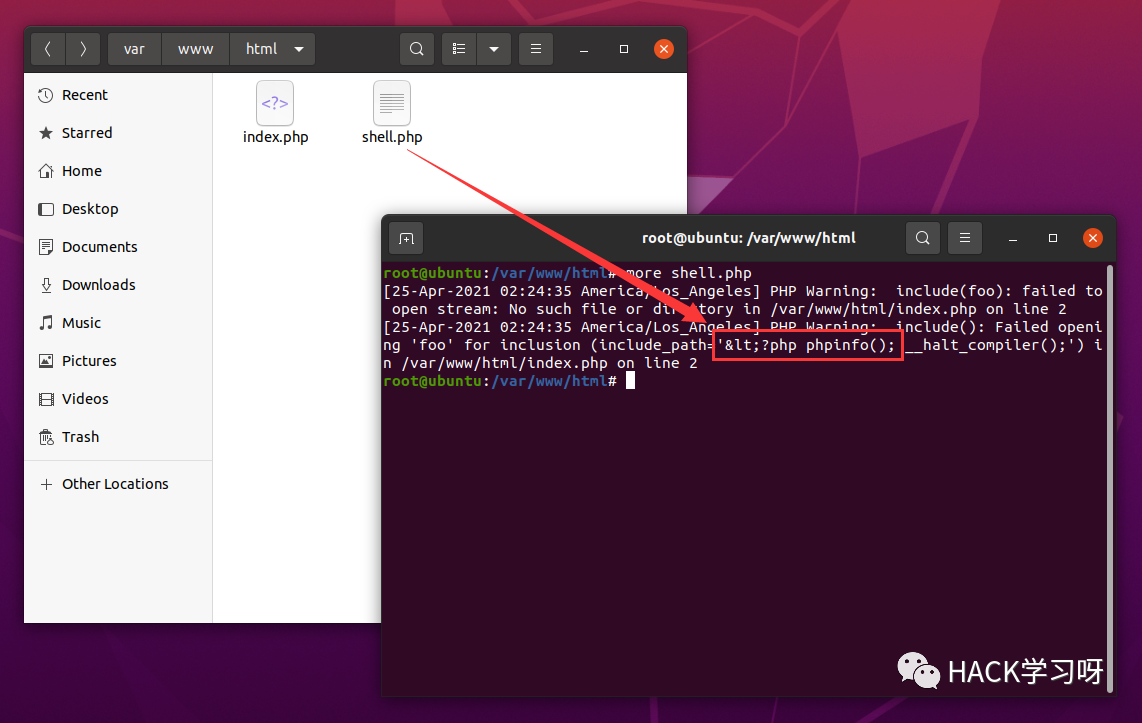 var www html
<?>
index.php
shell.php
Recent
Starred
Home
Desktop
Documents
Downloads
Music
Pictures
Videos
Trash
Other Locations
root@ubuntu: /var/www/html
root@ubuntu:/var/www/html# more shell.php
[25-Apr-2021 02:24:35 America/Los_Angeles] PHP Warning:  include(foo): failed to
 open stream: No such file or directory in /var/www/html/index.php on line 2
[25-Apr-2021 02:24:35 America/Los_Angeles] PHP Warning:  include(): Failed openi
ng 'foo' for inclusion (include_path='&lt;?php phpinfo(); __halt_compiler();') i
n /var/www/html/index.php on line 2
root@ubuntu:/var/www/html#
HACK学习呀